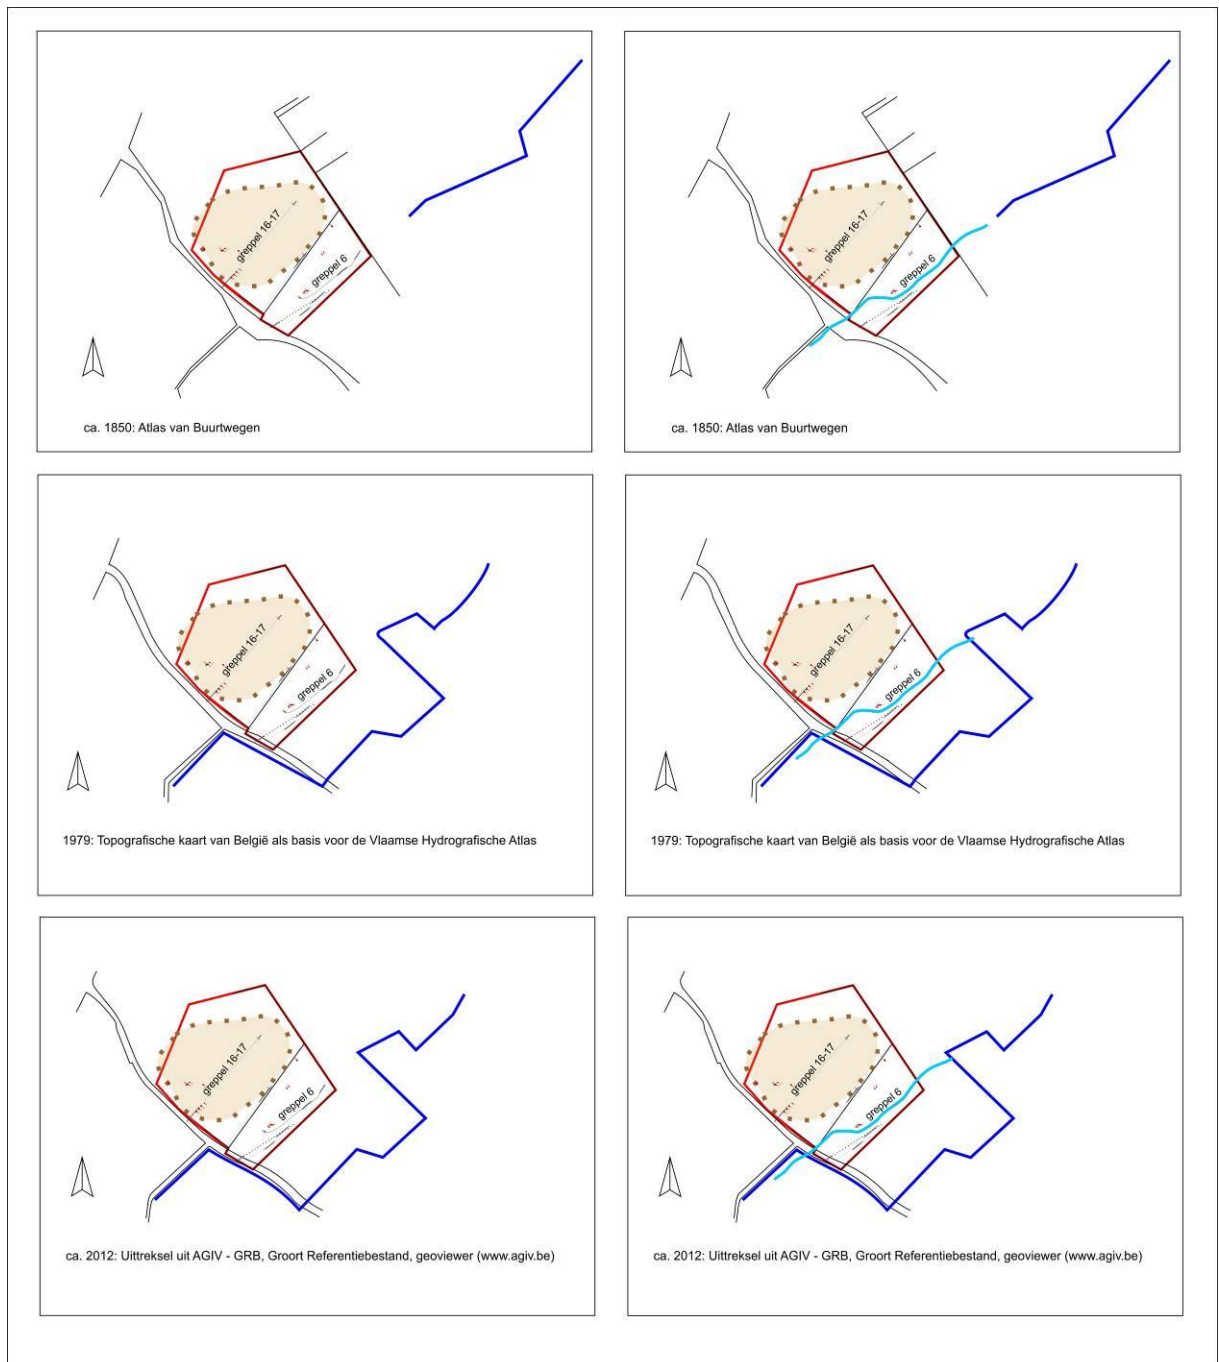 greppel 16-17
greppel 6
ca. 1850: Atlas van Buurtwegen
greppel 16-17
greppel 6
ca. 1850: Atlas van Buurtwegen
greppel 16-17
greppel 6
1979: Topografische kaart van België als basis voor de Vlaamse Hydrografische Atlas
greppel 16-17
greppel 6
1979: Topografische kaart van België als basis voor de Vlaamse Hydrografische Atlas
greppel 16-17
greppel 6
ca. 2012: Uittreksel uit AGIV - GRB, Groort Referentiebestand, geoviewer (www.agiv.be)
greppel 16-17
greppel 6
ca. 2012: Uittreksel uit AGIV - GRB, Groort Referentiebestand, geoviewer (www.agiv.be)